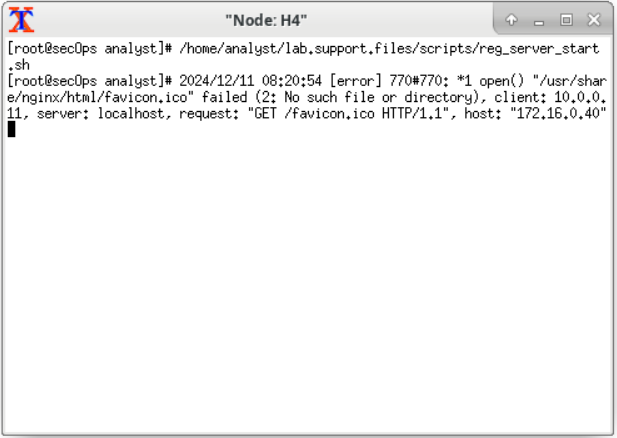 "Node: H4"
[root@secOps analyst]# /home/analyst/lab.support.files/scripts/reg_server_start
.sh
[root@secOps analyst]# 2024/12/11 08:20:54 [error] 770#770: *1 open() "/usr/shar
e/nginx/html/favicon.ico" failed (2: No such file or directory), client: 10.0.0.
11, server: localhost, request: "GET /favicon.ico HTTP/1.1", host: "172.16.0.40"